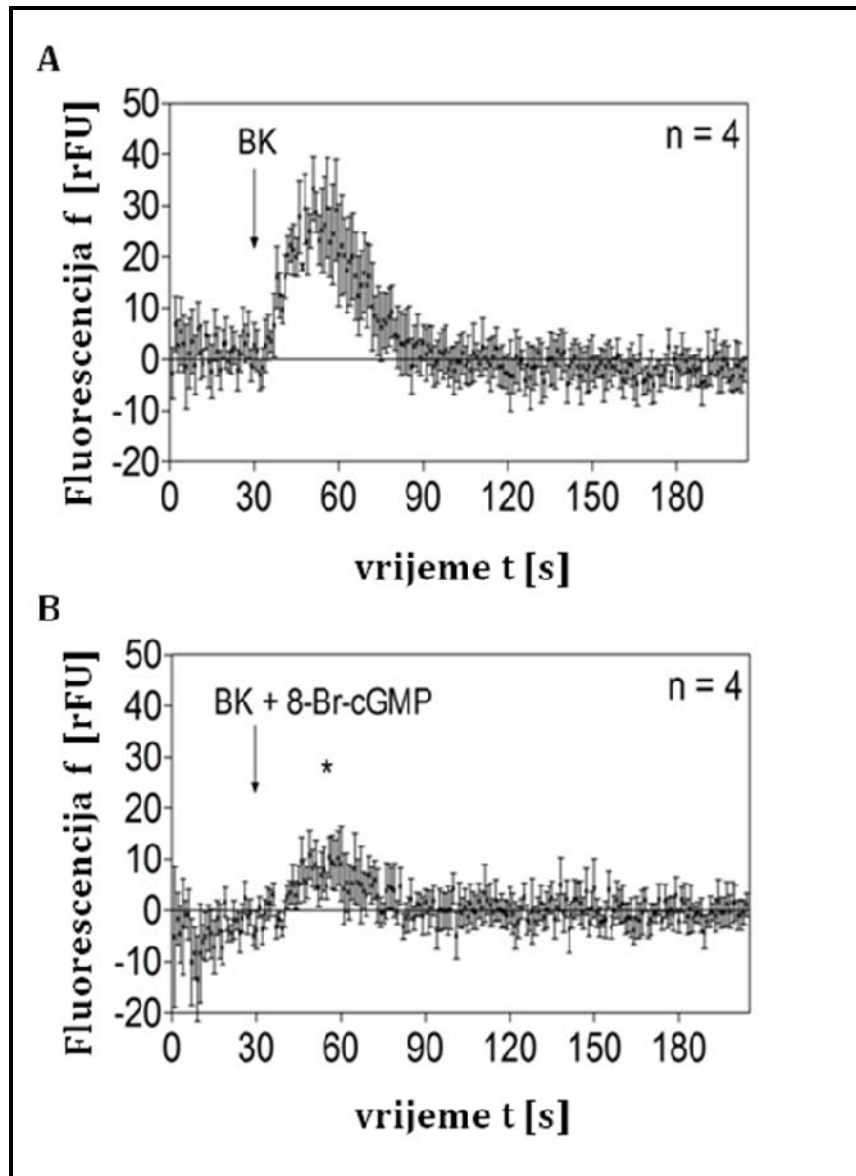 A
Fluorescencija f [rFU]
50
40
30
20
10
0
-10
-20
BK
n = 4
0 30 60 90 120 150 180
vrijeme t [s]
B
Fluorescencija f [rFU]
50
40
30
20
10
0
-10
-20
BK + 8-Br-cGMP
n = 4
*
0 30 60 90 120 150 180
vrijeme t [s]